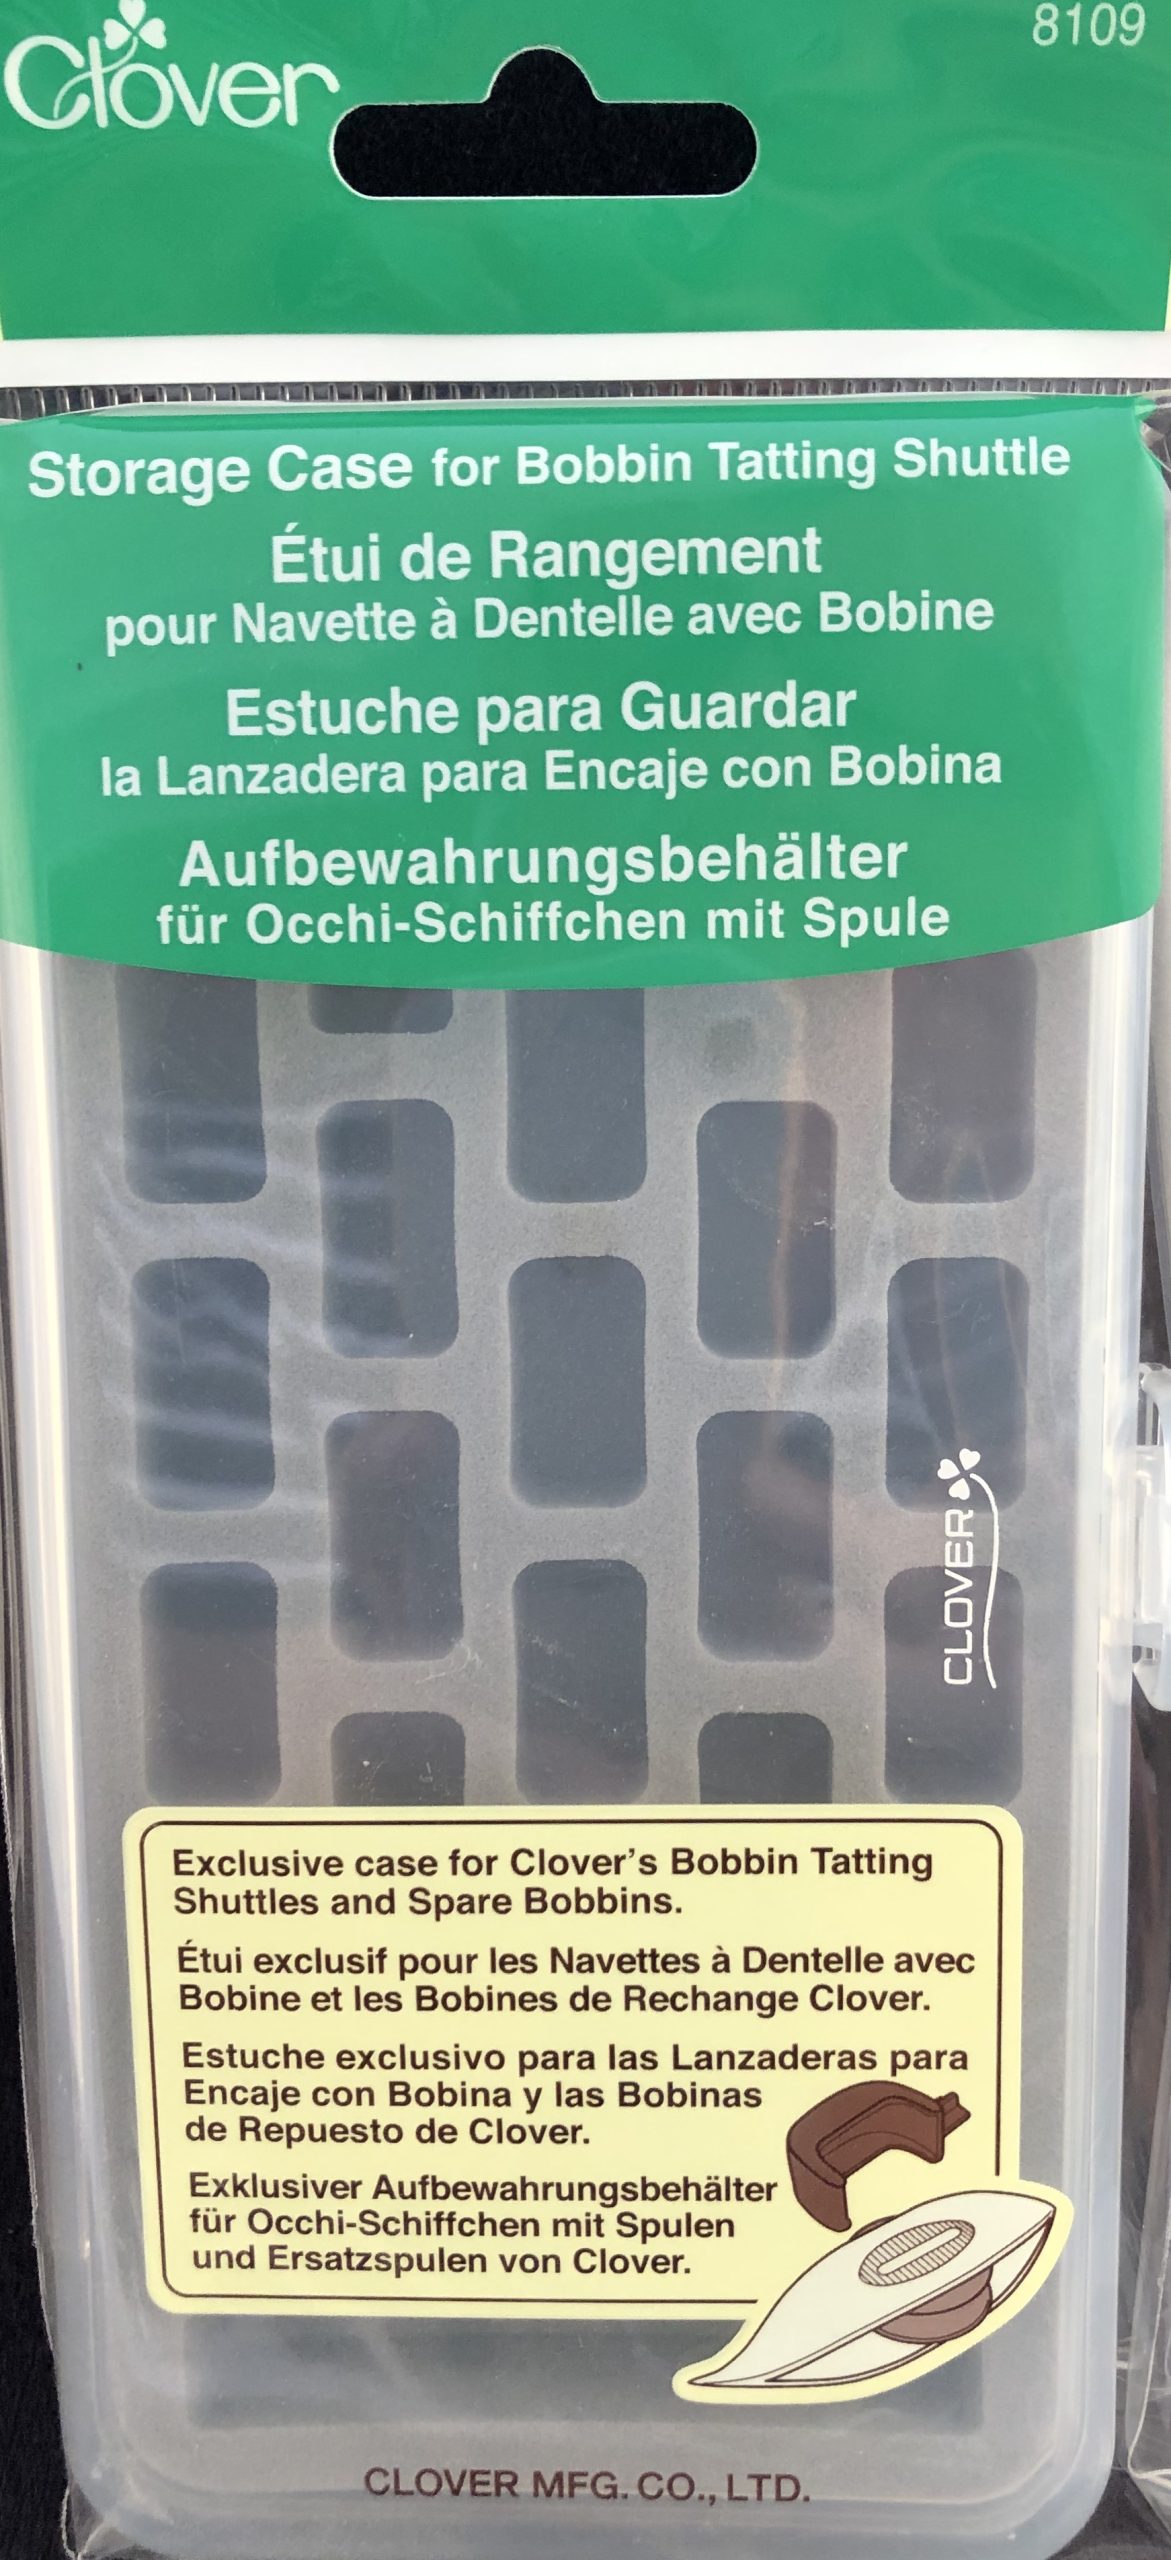 Clover
8109
Storage Case for Bobbin Tatting Shuttle
Étui de Rangement
pour Navette à Dentelle avec Bobine
Estuche para Guardar
la Lanzadera para Encaje con Bobina
Aufbewahrungsbehälter
für Occhi-Schiffchen mit Spule
CLOVER
Exclusive case for Clover's Bobbin Tatting
Shuttles and Spare Bobbins.
Étui exclusif pour les Navettes à Dentelle avec
Bobine et les Bobines de Rechange Clover.
Estuche exclusivo para las Lanzaderas para
Encaje con Bobina y las Bobinas
de Repuesto de Clover.
Exklusiver Aufbewahrungsbehälter
für Occhi-Schiffchen mit Spulen
und Ersatzspulen von Clover.
CLOVER MFG. CO., LTD.